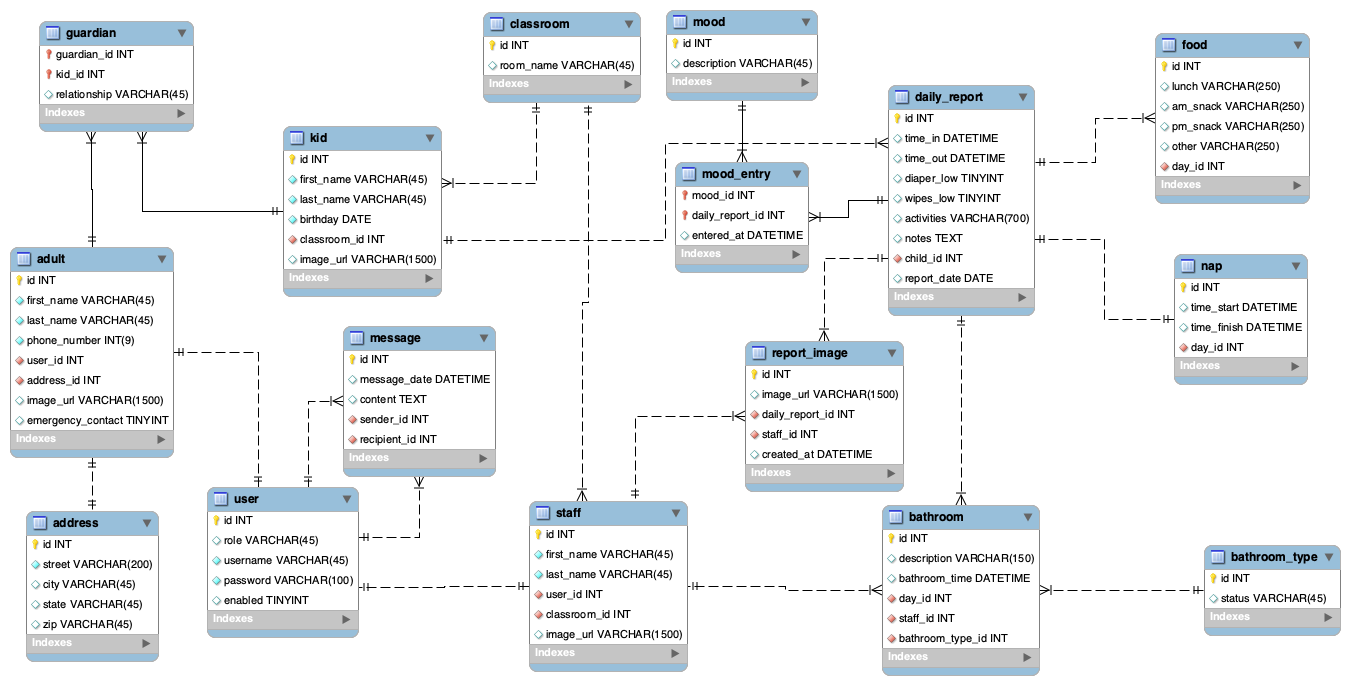 guardian
guardian_id INT
kid_id INT
relationship VARCHAR(45)
Indexes
classroom
id INT
room_name VARCHAR(45)
Indexes
mood
id INT
description VARCHAR(45)
Indexes
food
id INT
lunch VARCHAR(250)
am_snack VARCHAR(250)
pm_snack VARCHAR(250)
other VARCHAR(250)
day_id INT
Indexes
daily_report
id INT
time_in DATETIME
time_out DATETIME
diaper_low TINYINT
wipes_low TINYINT
activities VARCHAR(700)
notes TEXT
child_id INT
report_date DATE
Indexes
kid
id INT
first_name VARCHAR(45)
last_name VARCHAR(45)
birthday DATE
classroom_id INT
image_url VARCHAR(1500)
Indexes
mood_entry
mood_id INT
daily_report_id INT
entered_at DATETIME
Indexes
adult
id INT
first_name VARCHAR(45)
last_name VARCHAR(45)
phone_number INT(9)
user_id INT
address_id INT
image_url VARCHAR(1500)
emergency_contact TINYINT
Indexes
nap
id INT
time_start DATETIME
time_finish DATETIME
day_id INT
Indexes
message
id INT
message_date DATETIME
content TEXT
sender_id INT
recipient_id INT
Indexes
report_image
id INT
image_url VARCHAR(1500)
daily_report_id INT
staff_id INT
created_at DATETIME
Indexes
user
id INT
role VARCHAR(45)
username VARCHAR(45)
password VARCHAR(100)
enabled TINYINT
Indexes
address
id INT
street VARCHAR(200)
city VARCHAR(45)
state VARCHAR(45)
zip VARCHAR(45)
Indexes
staff
id INT
first_name VARCHAR(45)
last_name VARCHAR(45)
user_id INT
classroom_id INT
image_url VARCHAR(1500)
Indexes
bathroom
id INT
description VARCHAR(150)
bathroom_time DATETIME
day_id INT
staff_id INT
bathroom_type_id INT
Indexes
bathroom_type
id INT
status VARCHAR(45)
Indexes